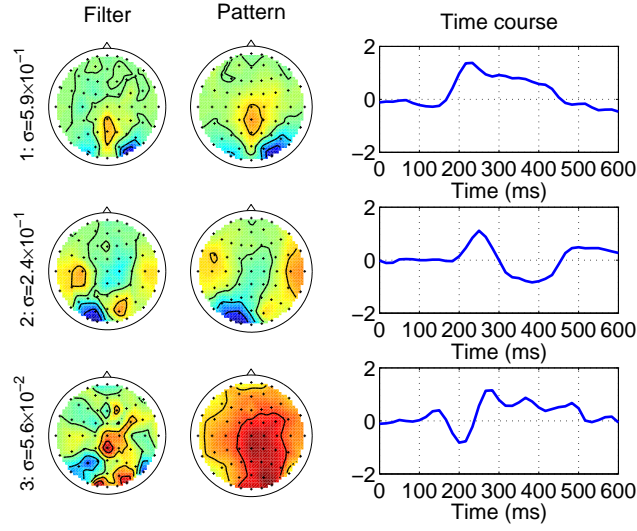 Filter Pattern Time course
1: σ=5.9×10⁻¹
2
0
−2
0 100 200 300 400 500 600
Time (ms)
2: σ=2.4×10⁻¹
2
0
−2
0 100 200 300 400 500 600
Time (ms)
3: σ=5.6×10⁻²
2
0
−2
0 100 200 300 400 500 600
Time (ms)